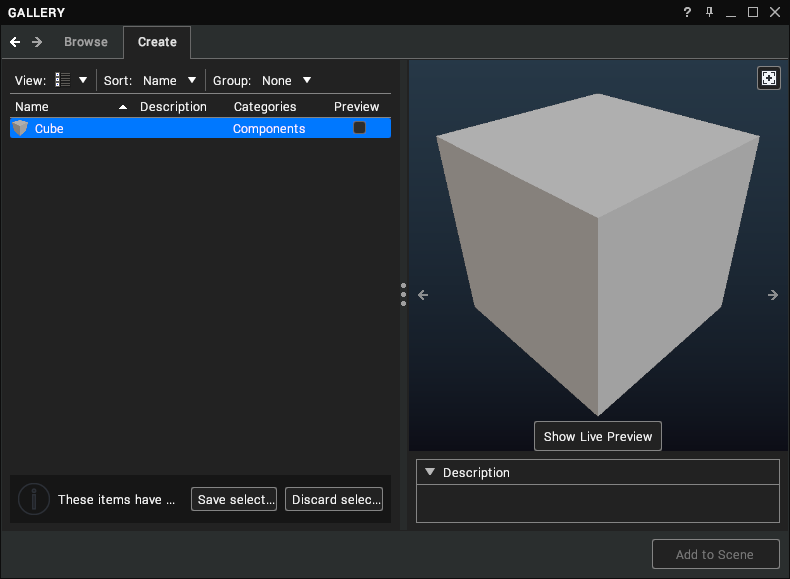 GALLERY
Browse Create
View: Sort: Name Group: None
Name Description Categories Preview
Cube Components
Show Live Preview
Description
These items have ... Save select... Discard selec...
Add to Scene